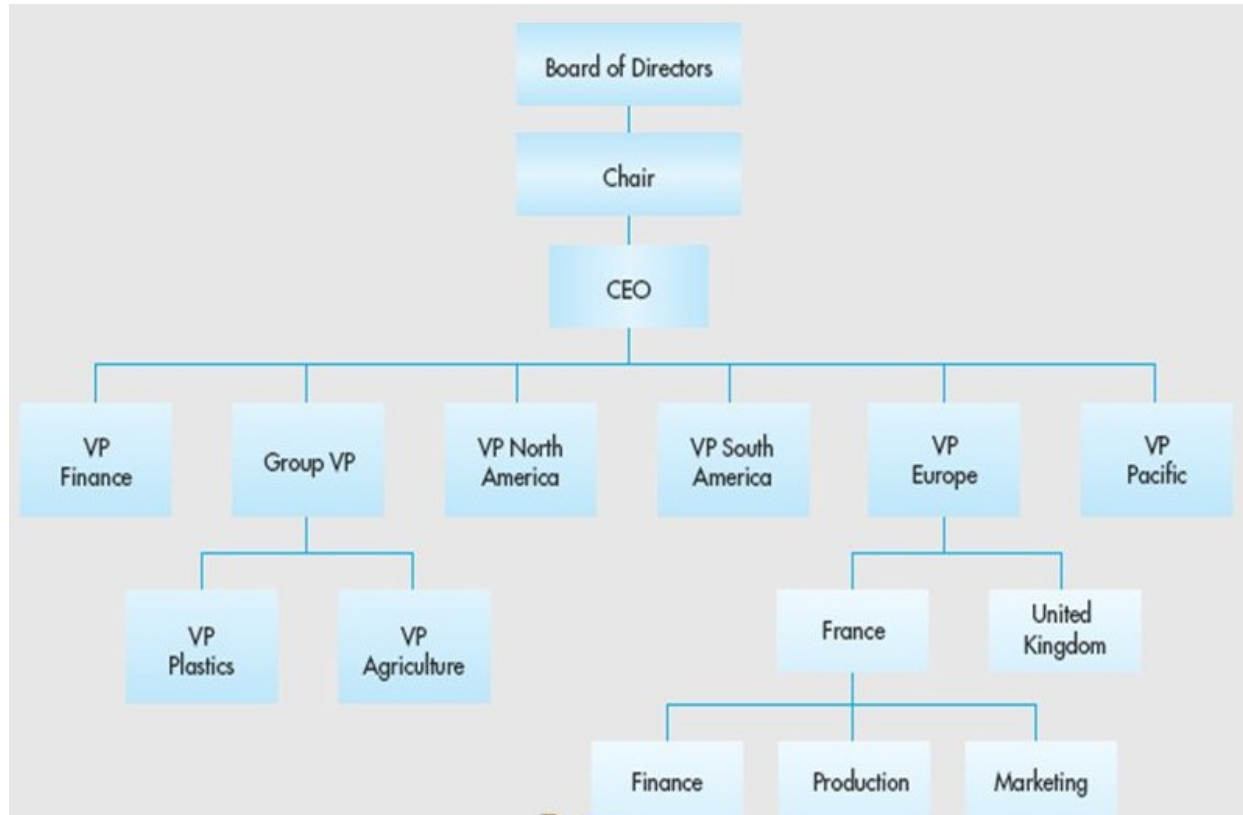 Board of Directors
Chair
CEO
VP
Finance
Group VP
VP North
America
VP South
America
VP
Europe
VP
Pacific
VP
Plastics
VP
Agriculture
France
United
Kingdom
Finance
Production
Marketing